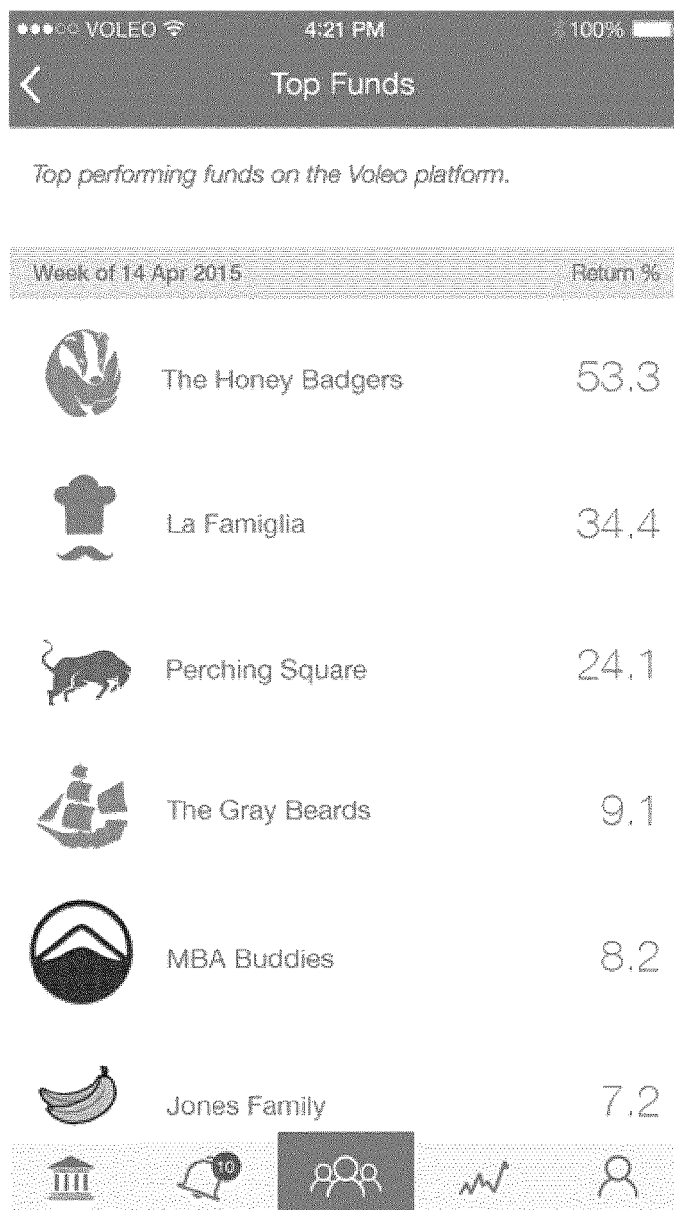 VOLEO 4:21 PM 100%
Top Funds
Top performing funds on the Voleo platform.
Week of 14 Apr 2015 Return %
The Honey Badgers 53.3
La Famiglia 34.4
Perching Square 24.1
The Gray Beards 9.1
MBA Buddies 8.2
Jones Family 7.2
10